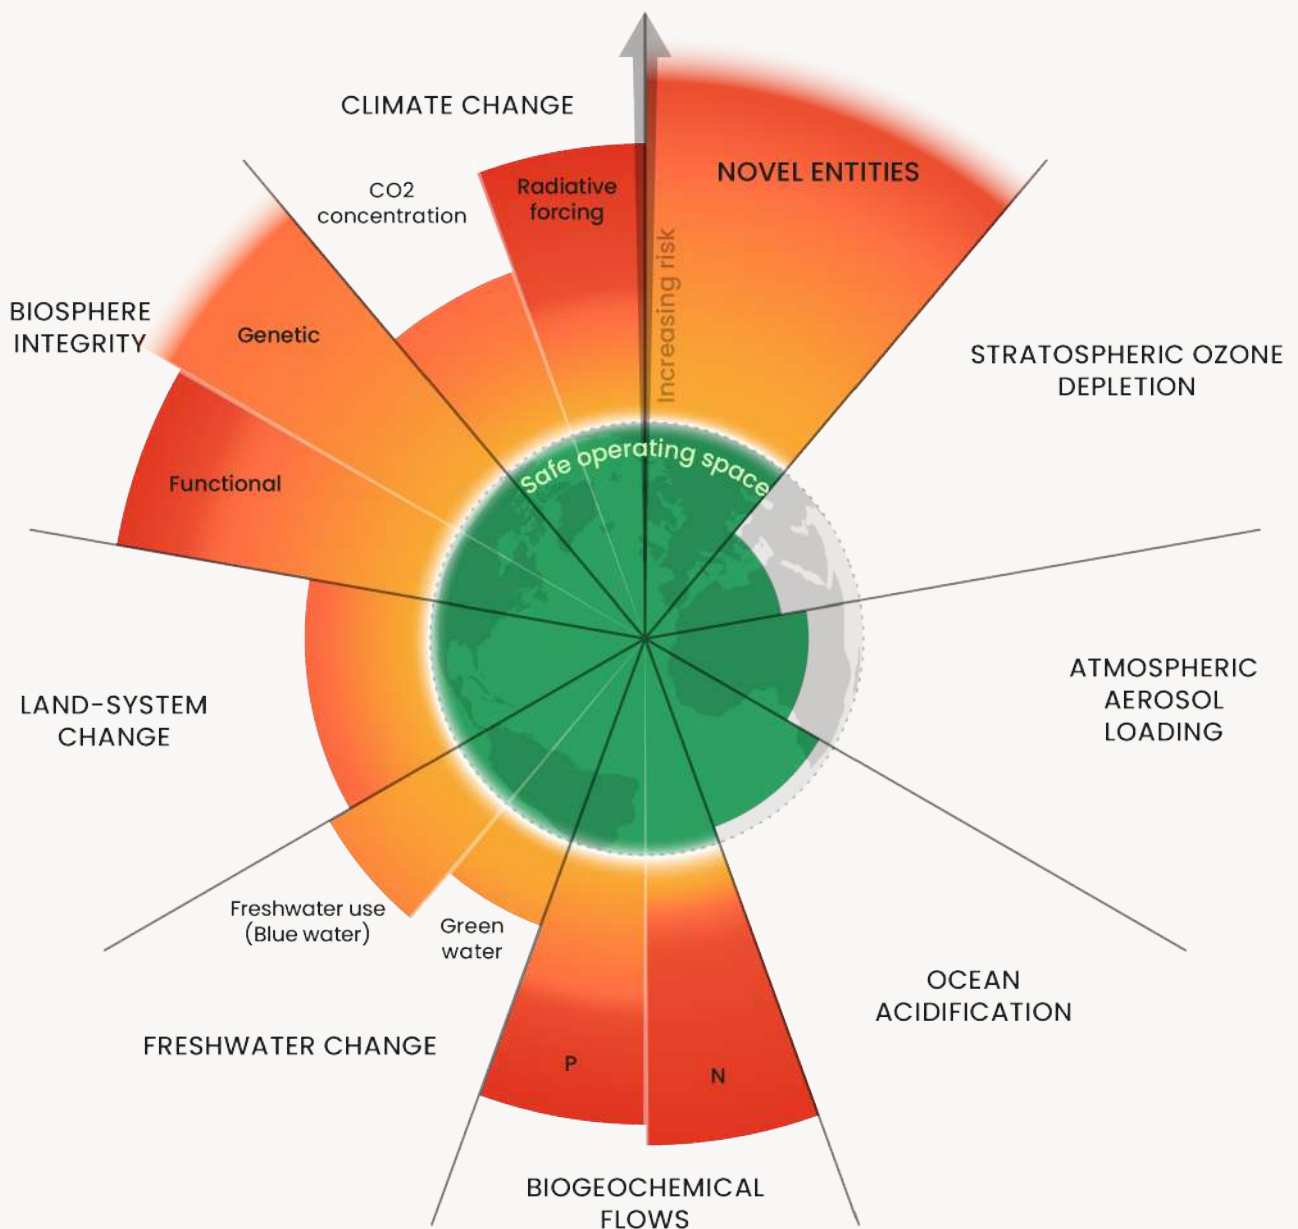 CLIMATE CHANGE
CO2
concentration
Radiative
forcing
NOVEL ENTITIES
Increasing risk
BIOSPHERE
INTEGRITY
Genetic
Functional
STRATOSPHERIC OZONE
DEPLETION
Safe operating space
LAND-SYSTEM
CHANGE
ATMOSPHERIC
AEROSOL
LOADING
Freshwater use
(Blue water)
Green
water
FRESHWATER CHANGE
OCEAN
ACIDIFICATION
P
N
BIOGEOCHEMICAL
FLOWS